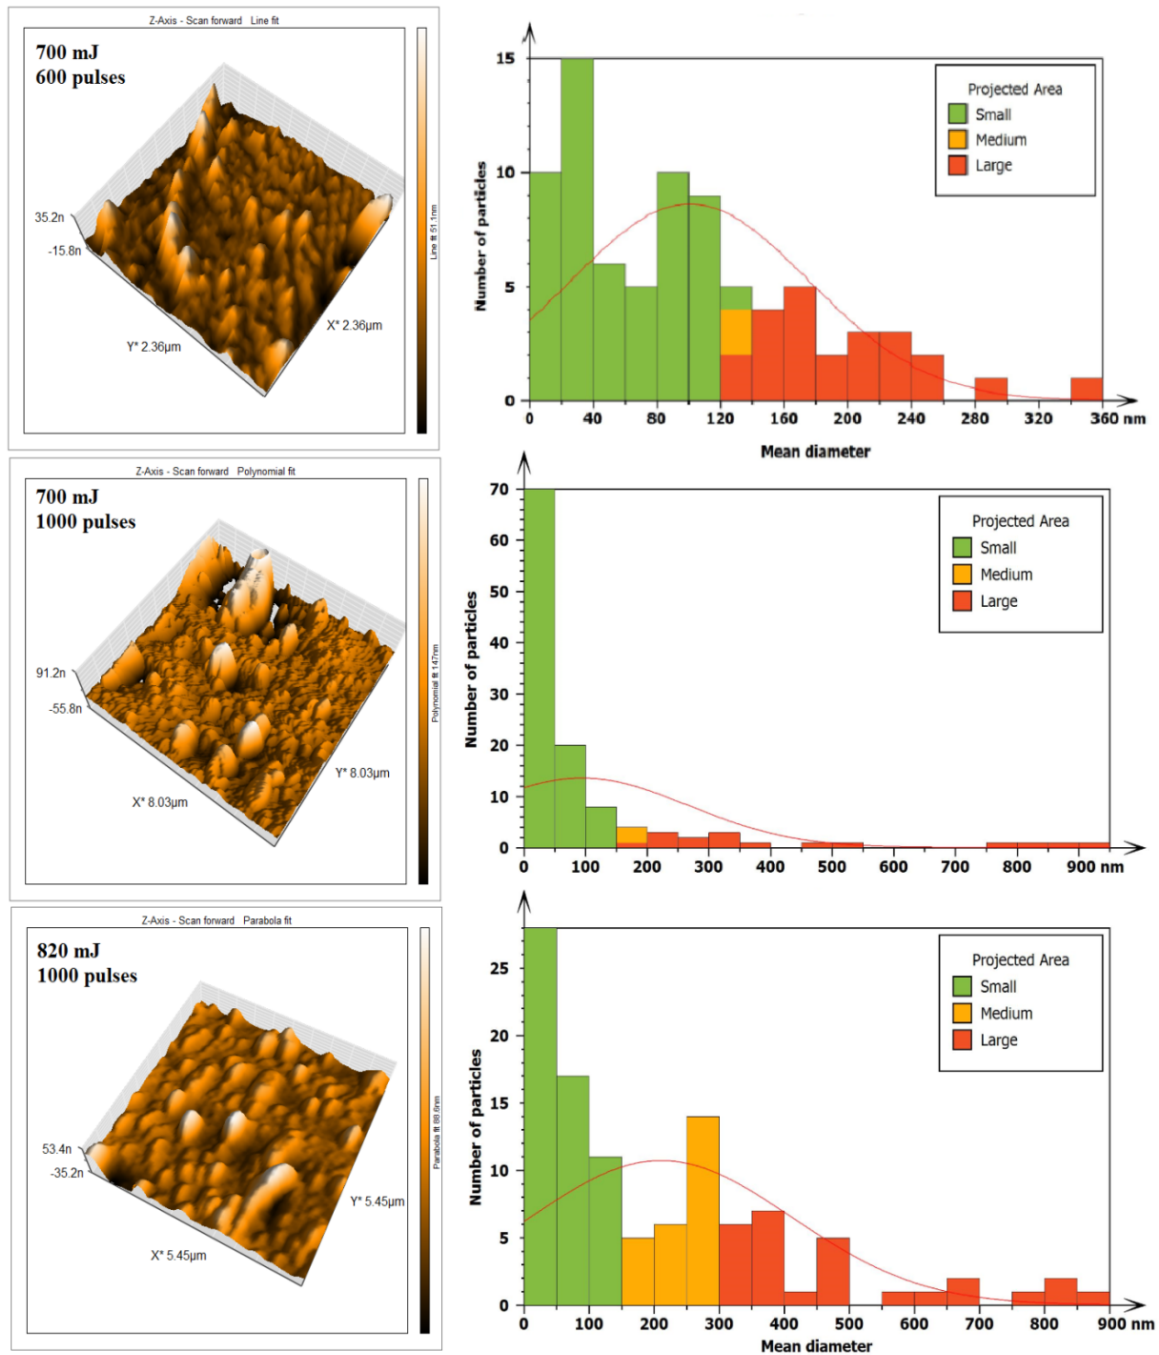 Z-Axis - Scan forward Line fit
700 mJ
600 pulses
35.2n
-15.8n
Y* 2.36µm
X* 2.36µm
Line fit 51.1nm
15
10
5
0
Number of particles
Projected Area
Small
Medium
Large
0 40 80 120 160 200 240 280 320 360 nm
Mean diameter
Z-Axis - Scan forward Polynomial fit
700 mJ
1000 pulses
91.2n
-55.8n
X* 8.03µm
Y* 8.03µm
Polynomial fit 147nm
70
60
50
40
30
20
10
0
Number of particles
Projected Area
Small
Medium
Large
0 100 200 300 400 500 600 700 800 900 nm
Z-Axis - Scan forward Parabola fit
820 mJ
1000 pulses
53.4n
-35.2n
X* 5.45µm
Y* 5.45µm
Parabola fit 88.6nm
25
20
15
10
5
0
Number of particles
Projected Area
Small
Medium
Large
0 100 200 300 400 500 600 700 800 900 nm
Mean diameter